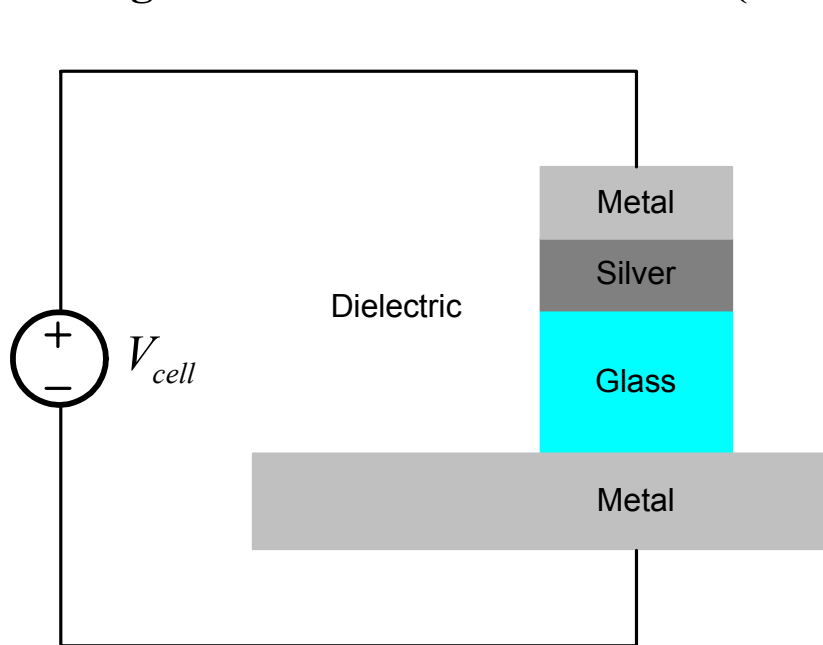 Metal
Silver
Dielectric
+
V_cell
Glass
−
Metal